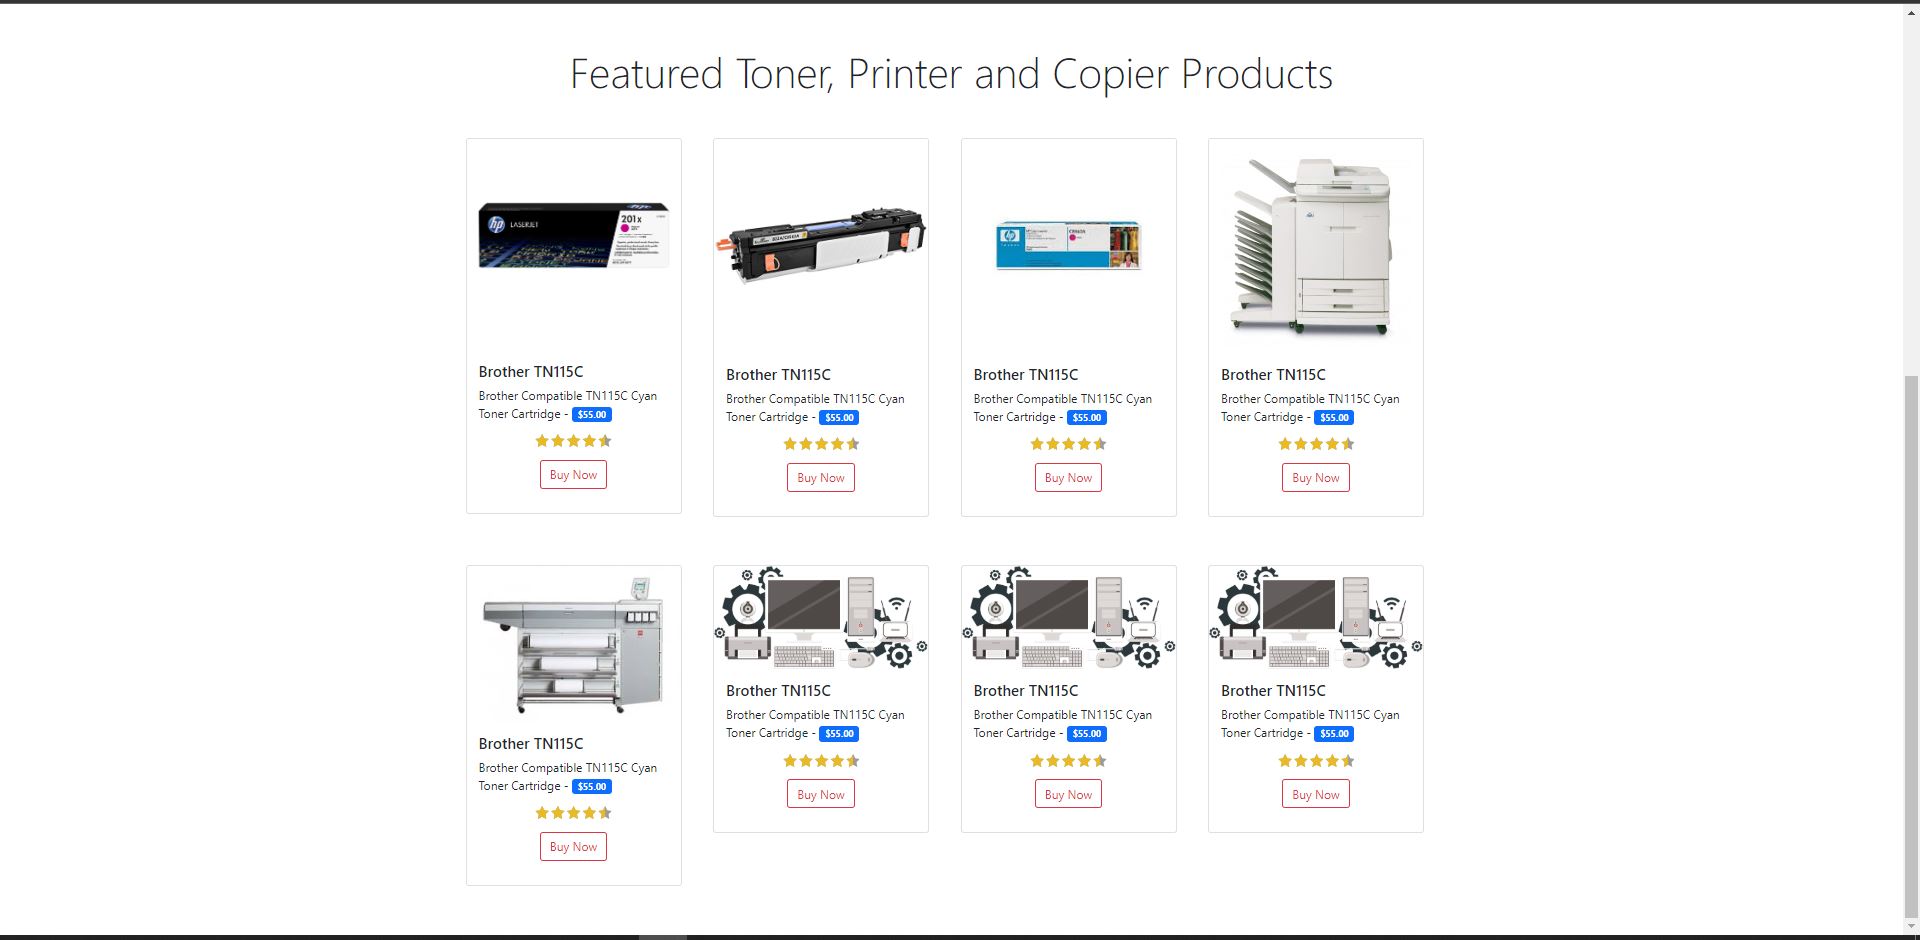 Featured Toner, Printer and Copier Products
hp LASERJET 201x
hp
Brother TN115C
Brother Compatible TN115C Cyan
Toner Cartridge - $55.00
Buy Now
Brother TN115C
Brother Compatible TN115C Cyan
Toner Cartridge - $55.00
Buy Now
Brother TN115C
Brother Compatible TN115C Cyan
Toner Cartridge - $55.00
Buy Now
Brother TN115C
Brother Compatible TN115C Cyan
Toner Cartridge - $55.00
Buy Now
Brother TN115C
Brother Compatible TN115C Cyan
Toner Cartridge - $55.00
Buy Now
Brother TN115C
Brother Compatible TN115C Cyan
Toner Cartridge - $55.00
Buy Now
Brother TN115C
Brother Compatible TN115C Cyan
Toner Cartridge - $55.00
Buy Now
Brother TN115C
Brother Compatible TN115C Cyan
Toner Cartridge - $55.00
Buy Now